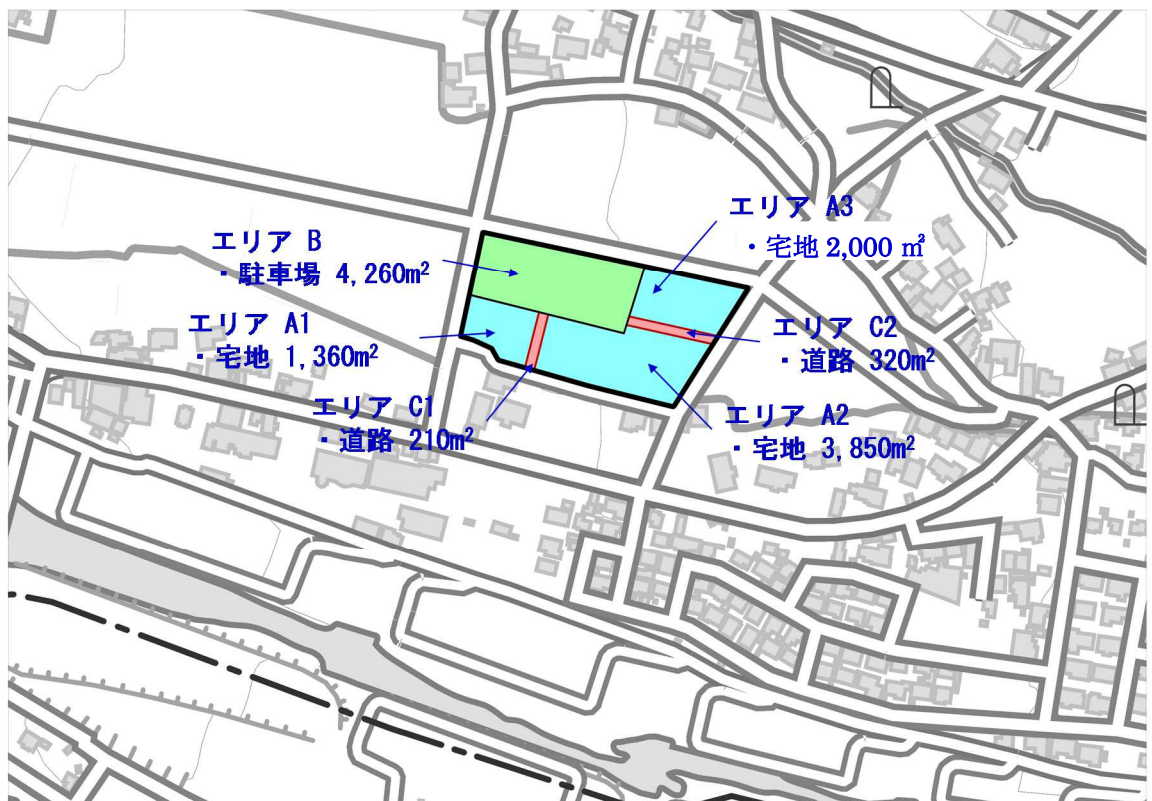 エリア A3
・宅地 2,000 ㎡
エリア B
・駐車場 4,260m²
エリア A1
・宅地 1,360m²
エリア C2
・道路 320m²
エリア C1
・道路 210m²
エリア A2
・宅地 3,850m²